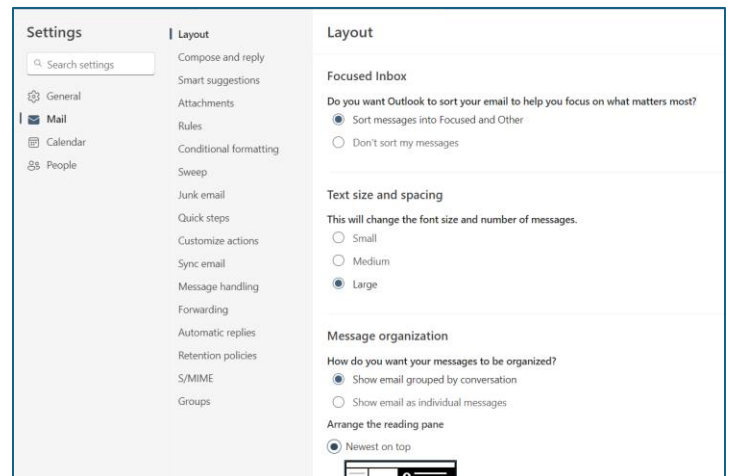 Settings
Search settings
General
Mail
Calendar
People
Layout
Compose and reply
Smart suggestions
Attachments
Rules
Conditional formatting
Sweep
Junk email
Quick steps
Customize actions
Sync email
Message handling
Forwarding
Automatic replies
Retention policies
S/MIME
Groups
Layout
Focused Inbox
Do you want Outlook to sort your email to help you focus on what matters most?
Sort messages into Focused and Other
Don't sort my messages
Text size and spacing
This will change the font size and number of messages.
Small
Medium
Large
Message organization
How do you want your messages to be organized?
Show email grouped by conversation
Show email as individual messages
Arrange the reading pane
Newest on top